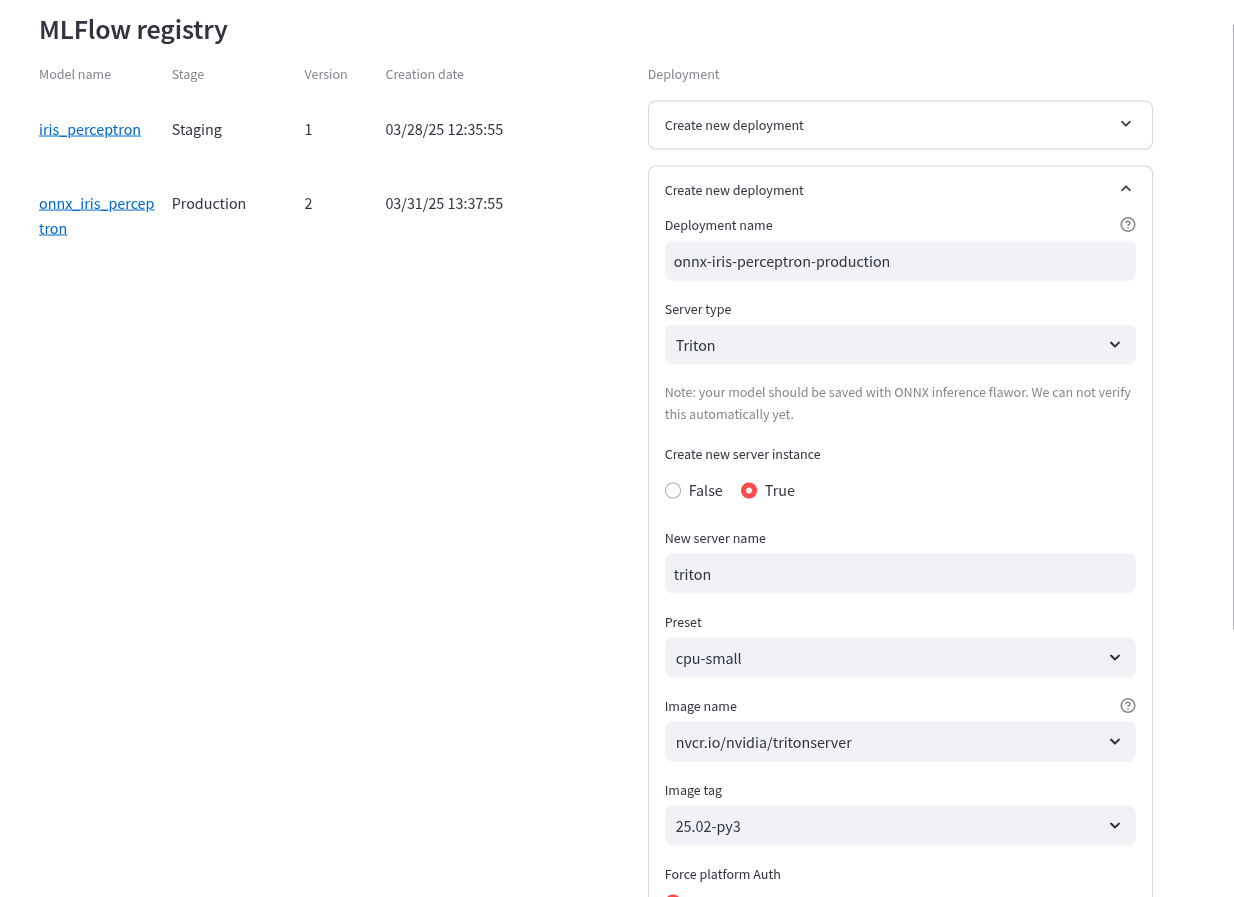 MLFlow registry
Model name Stage Version Creation date Deployment
iris_perceptron Staging 1 03/28/25 12:35:55
Create new deployment
onnx_iris_percep
tron
Production 2 03/31/25 13:37:55
Create new deployment
Deployment name
onnx-iris-perceptron-production
Server type
Triton
Note: your model should be saved with ONNX inference flawor. We can not verify
this automatically yet.
Create new server instance
False True
New server name
triton
Preset
cpu-small
Image name
nvcr.io/nvidia/tritonserver
Image tag
25.02-py3
Force platform Auth